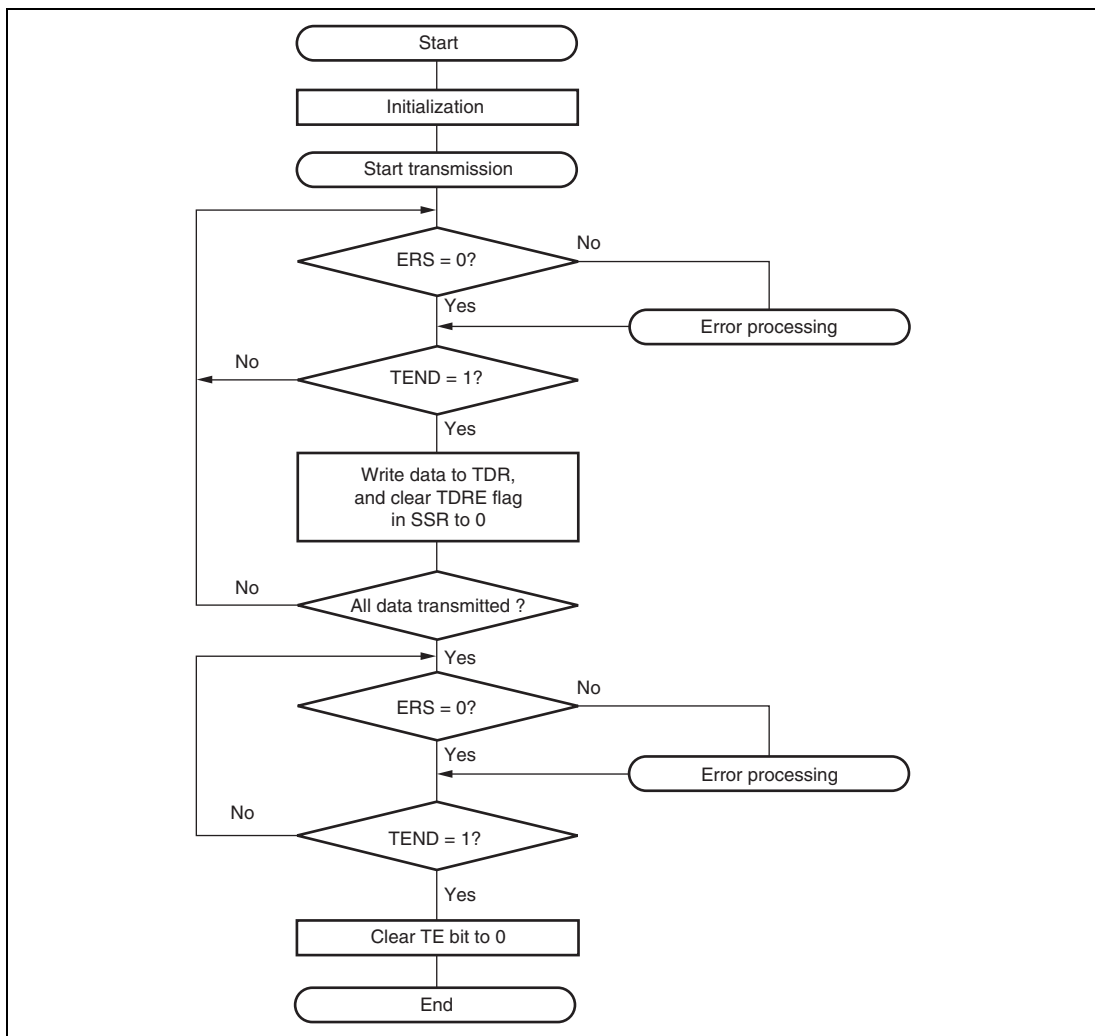 Start
Initialization
Start transmission
ERS = 0?
No
Yes
Error processing
No
TEND = 1?
Yes
Write data to TDR,
and clear TDRE flag
in SSR to 0
No
All data transmitted ?
Yes
ERS = 0?
No
Yes
Error processing
No
TEND = 1?
Yes
Clear TE bit to 0
End